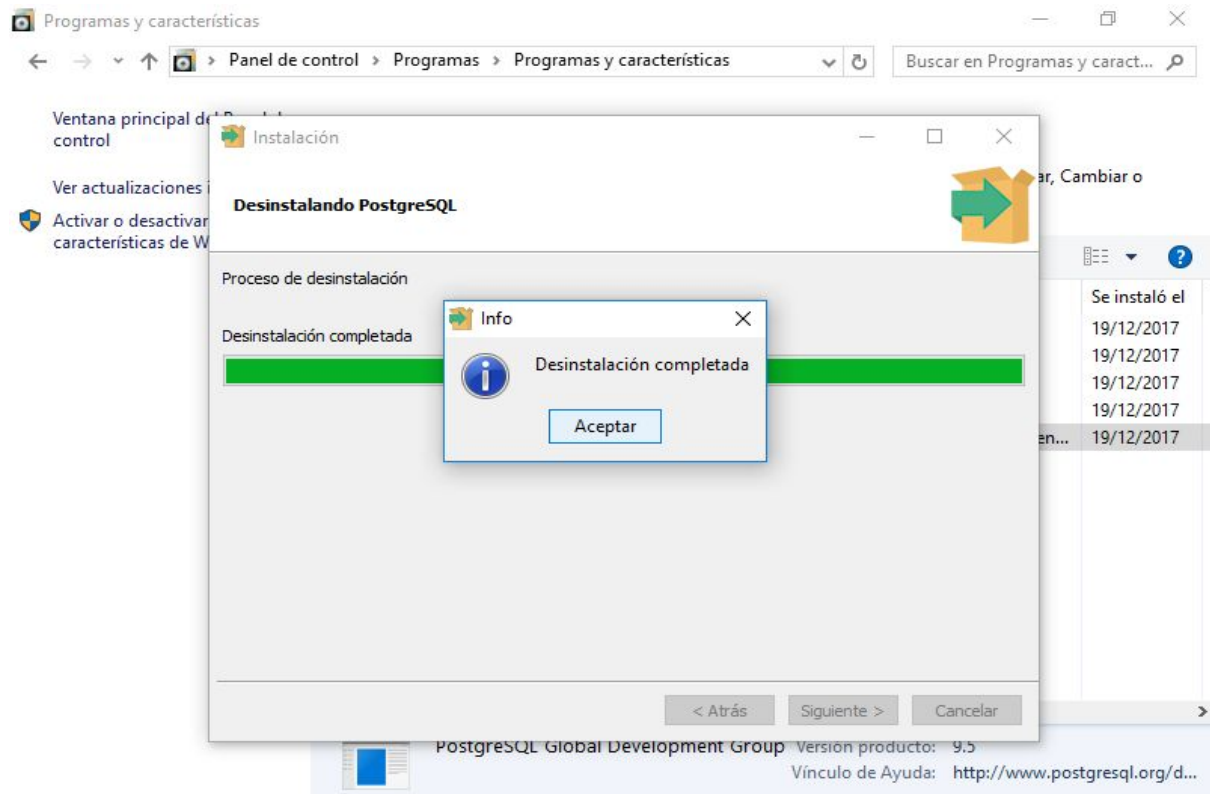 Programas y características
Panel de control > Programas > Programas y características
Buscar en Programas y caract...
Ventana principal del
control
Ver actualizaciones i
Activar o desactivar
características de W
Instalación
Desinstalando PostgreSQL
Proceso de desinstalación
Desinstalación completada
Info
Desinstalación completada
Aceptar
< Atrás
Siguiente >
Cancelar
ar, Cambiar o
Se instaló el
19/12/2017
19/12/2017
19/12/2017
19/12/2017
en... 19/12/2017
PostgreSQL Global Development Group Versión producto: 9.5
Vínculo de Ayuda: http://www.postgresql.org/d...